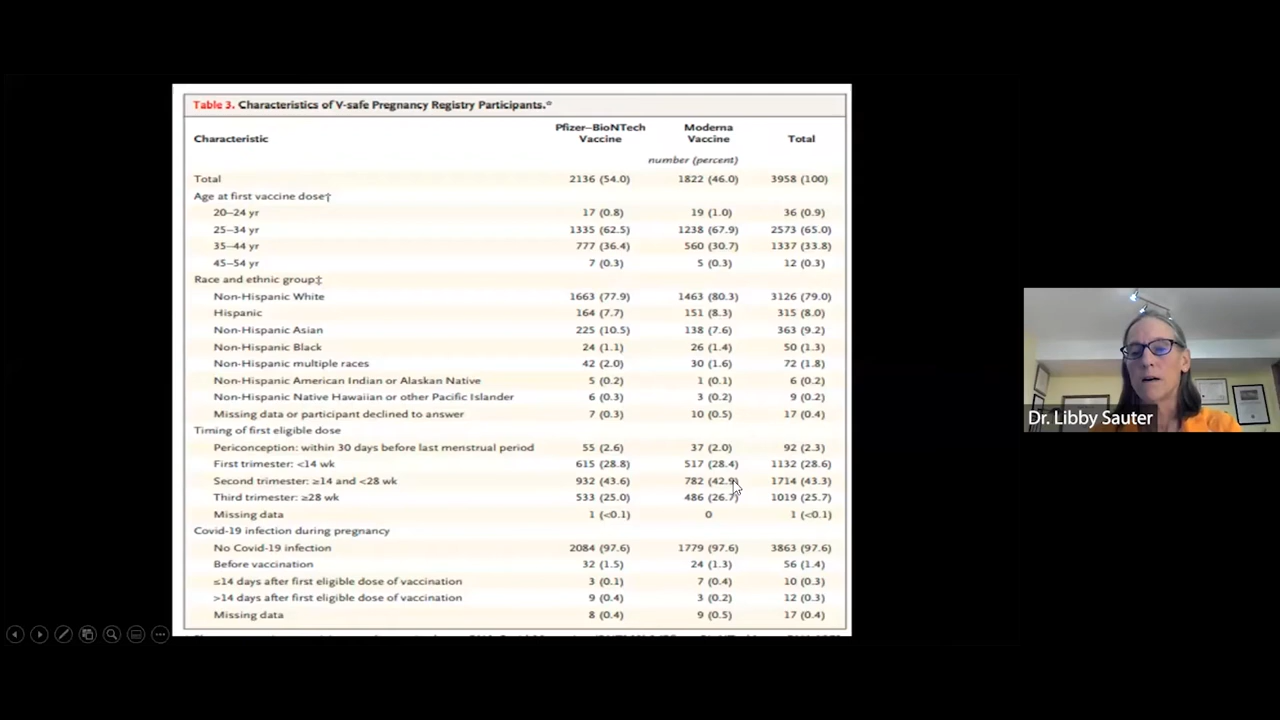 Table 3. Characteristics of V-safe Pregnancy Registry Participants.*
Characteristic Pfizer–BioNTech Vaccine Moderna Vaccine Total
number (percent)
Total 2136 (54.0) 1822 (46.0) 3958 (100)
Age at first vaccine dose†
20–24 yr 17 (0.8) 19 (1.0) 36 (0.9)
25–34 yr 1335 (62.5) 1238 (67.9) 2573 (65.0)
35–44 yr 777 (36.4) 560 (30.7) 1337 (33.8)
45–54 yr 7 (0.3) 5 (0.3) 12 (0.3)
Race and ethnic group‡
Non-Hispanic White 1663 (77.9) 1463 (80.3) 3126 (79.0)
Hispanic 164 (7.7) 151 (8.3) 315 (8.0)
Non-Hispanic Asian 225 (10.5) 138 (7.6) 363 (9.2)
Non-Hispanic Black 24 (1.1) 26 (1.4) 50 (1.3)
Non-Hispanic multiple races 42 (2.0) 30 (1.6) 72 (1.8)
Non-Hispanic American Indian or Alaskan Native 5 (0.2) 1 (0.1) 6 (0.2)
Non-Hispanic Native Hawaiian or other Pacific Islander 6 (0.3) 3 (0.2) 9 (0.2)
Missing data or participant declined to answer 7 (0.3) 10 (0.5) 17 (0.4)
Timing of first eligible dose
Periconception: within 30 days before last menstrual period 55 (2.6) 37 (2.0) 92 (2.3)
First trimester: <14 wk 615 (28.8) 517 (28.4) 1132 (28.6)
Second trimester: ≥14 and <28 wk 932 (43.6) 782 (42.9) 1714 (43.3)
Third trimester: ≥28 wk 533 (25.0) 486 (26.7) 1019 (25.7)
Missing data 1 (<0.1) 0 1 (<0.1)
Covid-19 infection during pregnancy
No Covid-19 infection 2084 (97.6) 1779 (97.6) 3863 (97.6)
Before vaccination 32 (1.5) 24 (1.3) 56 (1.4)
≤14 days after first eligible dose of vaccination 3 (0.1) 7 (0.4) 10 (0.3)
>14 days after first eligible dose of vaccination 9 (0.4) 3 (0.2) 12 (0.3)
Missing data 8 (0.4) 9 (0.5) 17 (0.4)
Dr. Libby Sauter